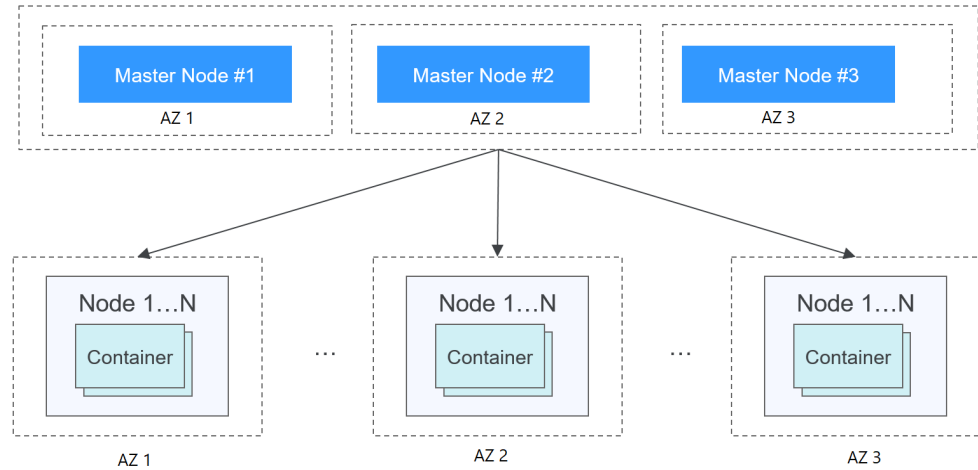 Master Node #1
Master Node #2
Master Node #3
AZ 1
AZ 2
AZ 3
Node 1...N
Node 1...N
Node 1...N
Container
...
Container
...
Container
AZ 1
AZ 2
AZ 3